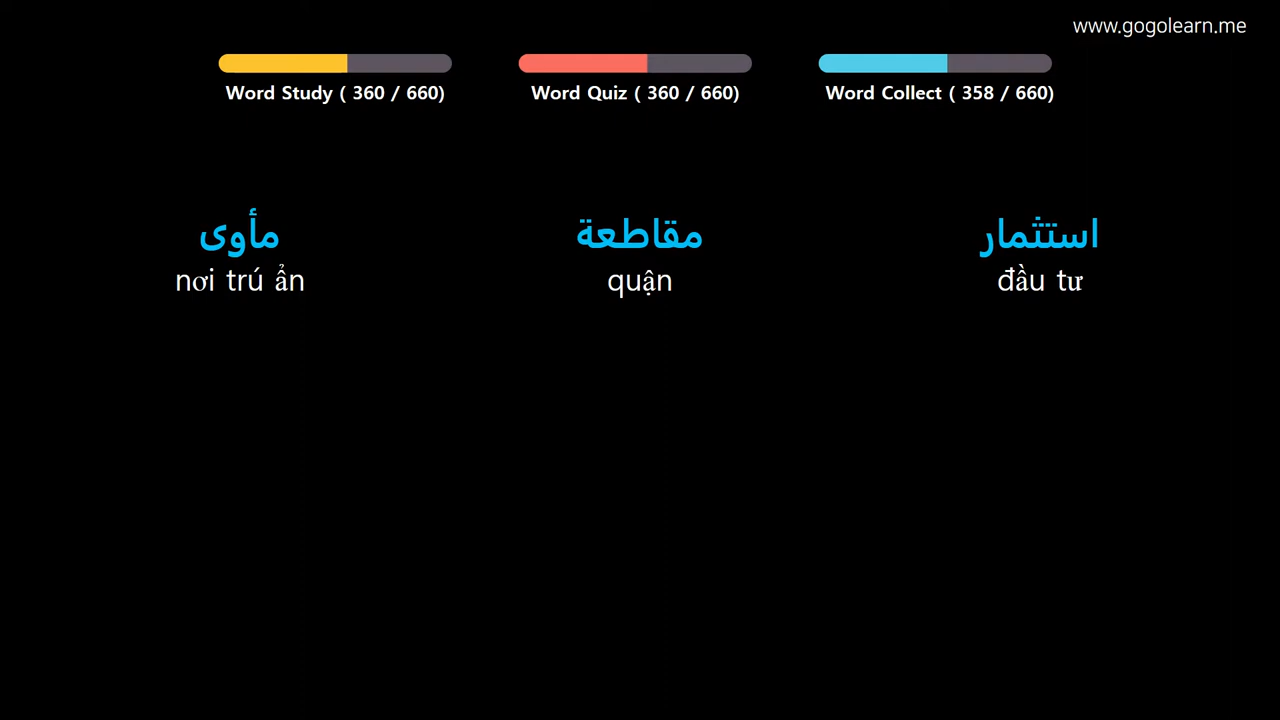 www.gogolearn.me
Word Study ( 360 / 660)
Word Quiz ( 360 / 660)
Word Collect ( 358 / 660)
مأوى
nơi trú ẩn
مقاطعة
quận
استثمار
đầu tư